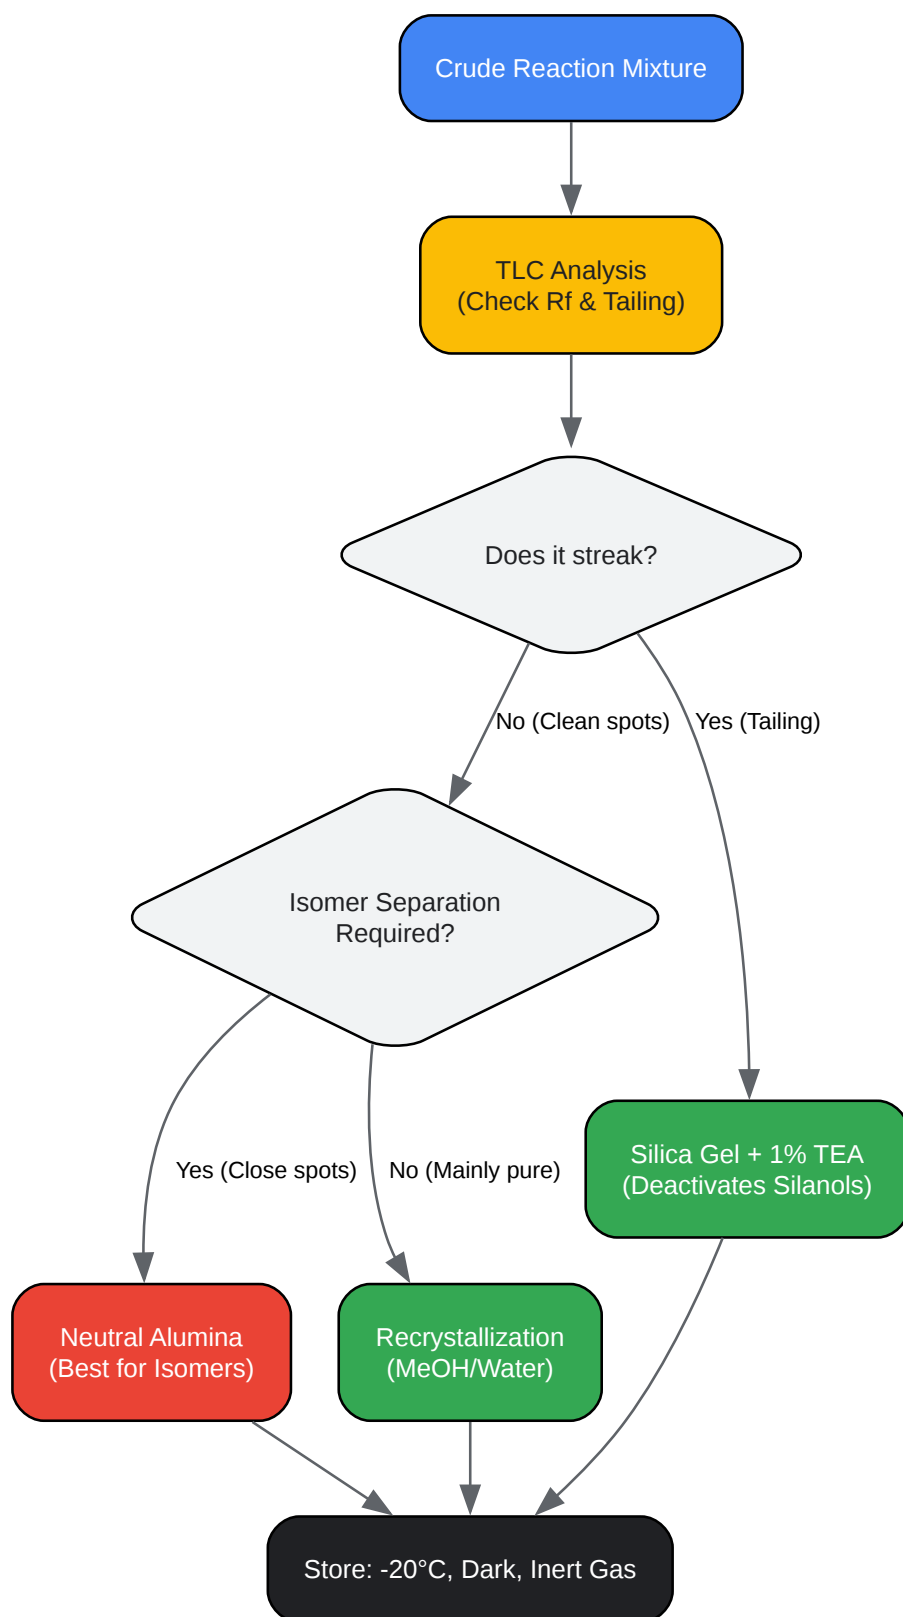 Crude Reaction Mixture
TLC Analysis
(Check Rf & Tailing)
Does it streak?
No (Clean spots)
Yes (Tailing)
Isomer Separation
Required?
Yes (Close spots)
No (Mainly pure)
Silica Gel + 1% TEA
(Deactivates Silanols)
Neutral Alumina
(Best for Isomers)
Recrystallization
(MeOH/Water)
Store: -20°C, Dark, Inert Gas